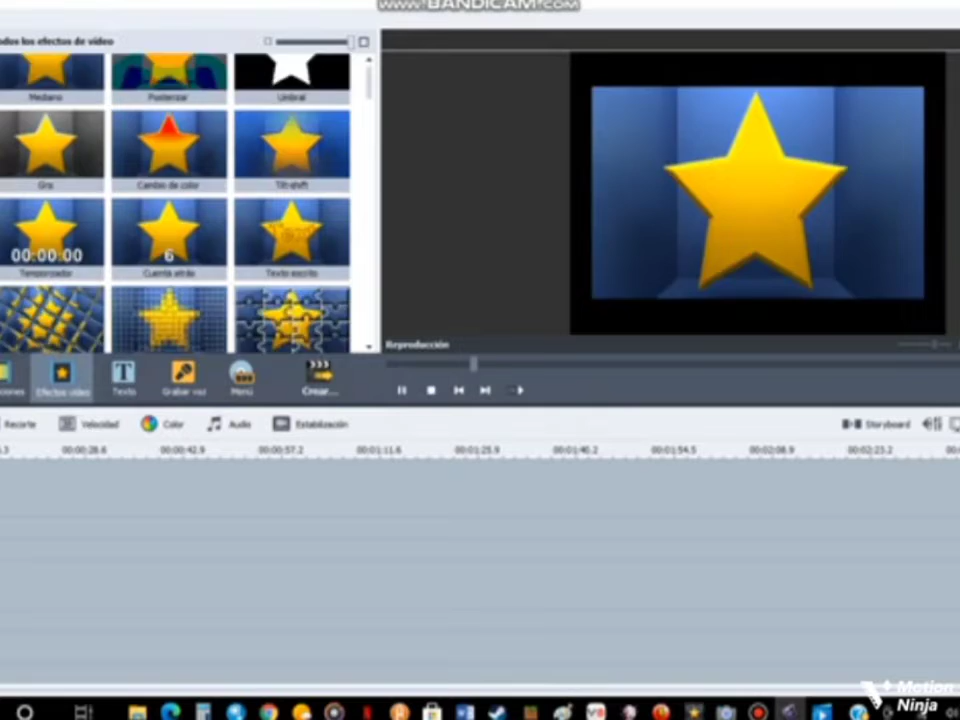 www.BANDICAM.com
odos los efectos de vídeo
Mediano
Posterizar
Umbral
Gris
Cambio de color
Tilt-shift
00:00:00
6
Temporizador
Cuenta atrás
Texto escrito
Reproducción
ciones
Efectos vídeo
Texto
Grabar voz
Menú
Crear...
Recorte
Velocidad
Color
Audio
Estabilización
Storyboard
00:00:28.6
00:00:42.9
00:00:57.2
00:01:11.6
00:01:25.9
00:01:40.2
00:01:54.5
00:02:08.9
00:02:23.2
Motion
Ninja